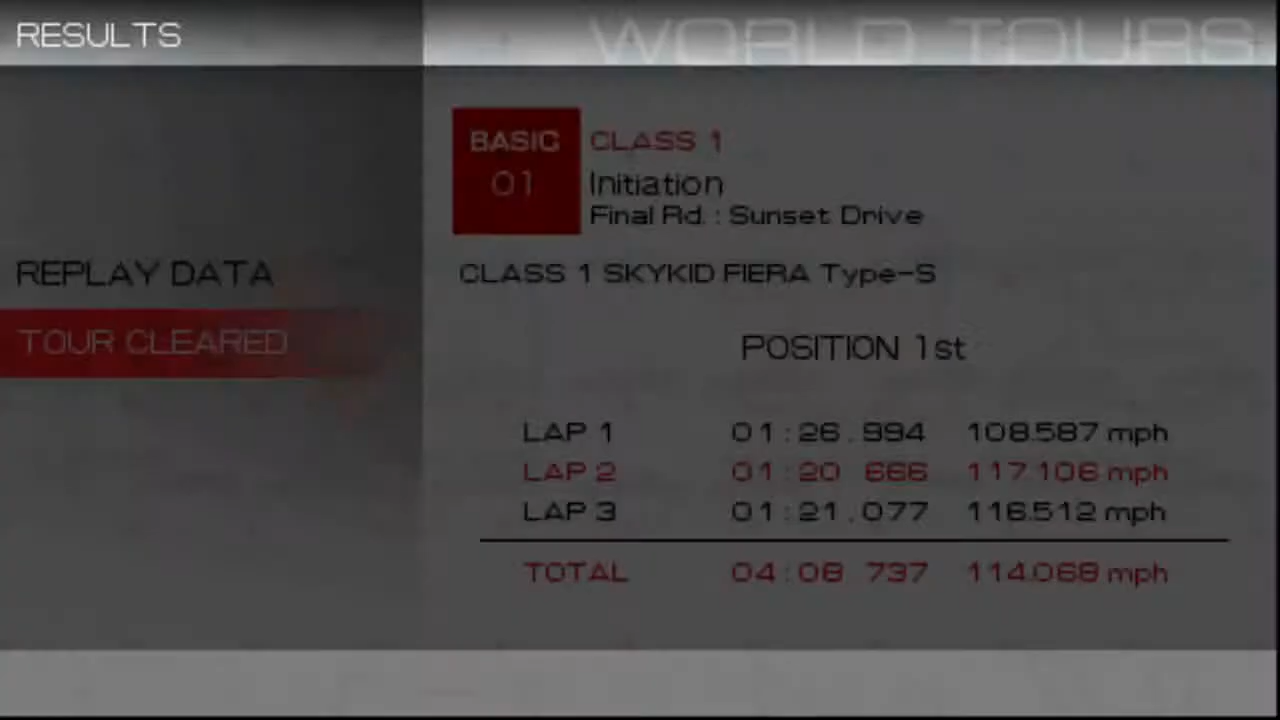 RESULTS
WORLD TOURS
BASIC
01
CLASS 1
Initiation
Final Rd. : Sunset Drive
REPLAY DATA
CLASS 1 SKYKID FIERA Type-S
TOUR CLEARED
POSITION 1st
LAP 1 01:26.994 108.587 mph
LAP 2 01:20 666 117.106 mph
LAP 3 01:21.077 116.512 mph
TOTAL 04:08 737 114.068 mph